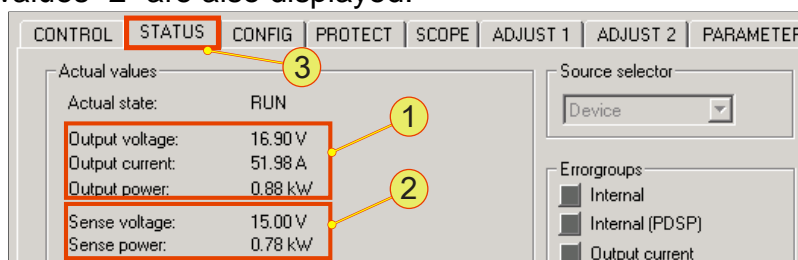 values "2" are also displayed.
CONTROL STATUS CONFIG PROTECT SCOPE ADJUST 1 ADJUST 2 PARAMETER
3
Actual values
Source selector
Actual state: RUN
1
Device
Output voltage: 16.90 V
Output current: 51.98 A
Errorgroups
Output power: 0.88 kW
2
Internal
Sense voltage: 15.00 V
Internal (PDSP)
Sense power: 0.78 kW
Output current